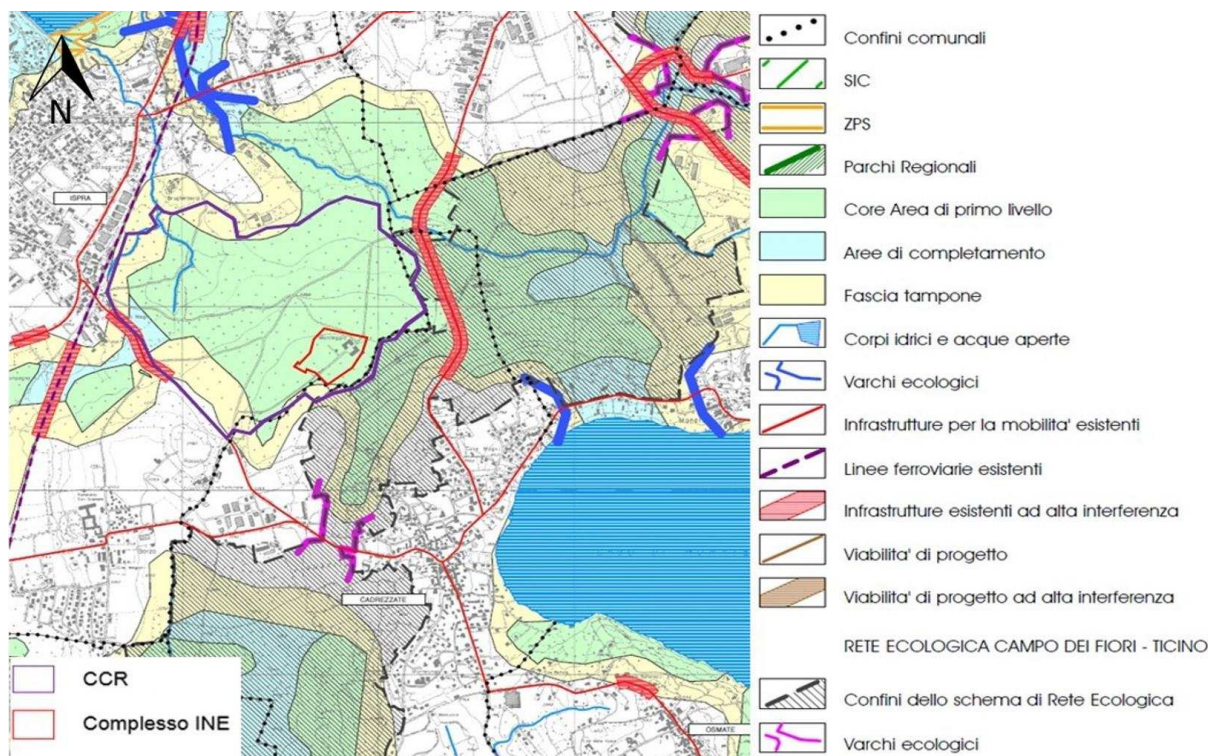 N
ISPRA
CADREZZATE
OSMATE
CCR
Complesso INE
Confini comunali
SIC
ZPS
Parchi Regionali
Core Area di primo livello
Aree di completamento
Fascia tampone
Corpi idrici e acque aperte
Varchi ecologici
Infrastrutture per la mobilita' esistenti
Linee ferroviarie esistenti
Infrastrutture esistenti ad alta interferenza
Viabilita' di progetto
Viabilita' di progetto ad alta interferenza
RETE ECOLOGICA CAMPO DEI FIORI - TICINO
Confini dello schema di Rete Ecologica
Varchi ecologici